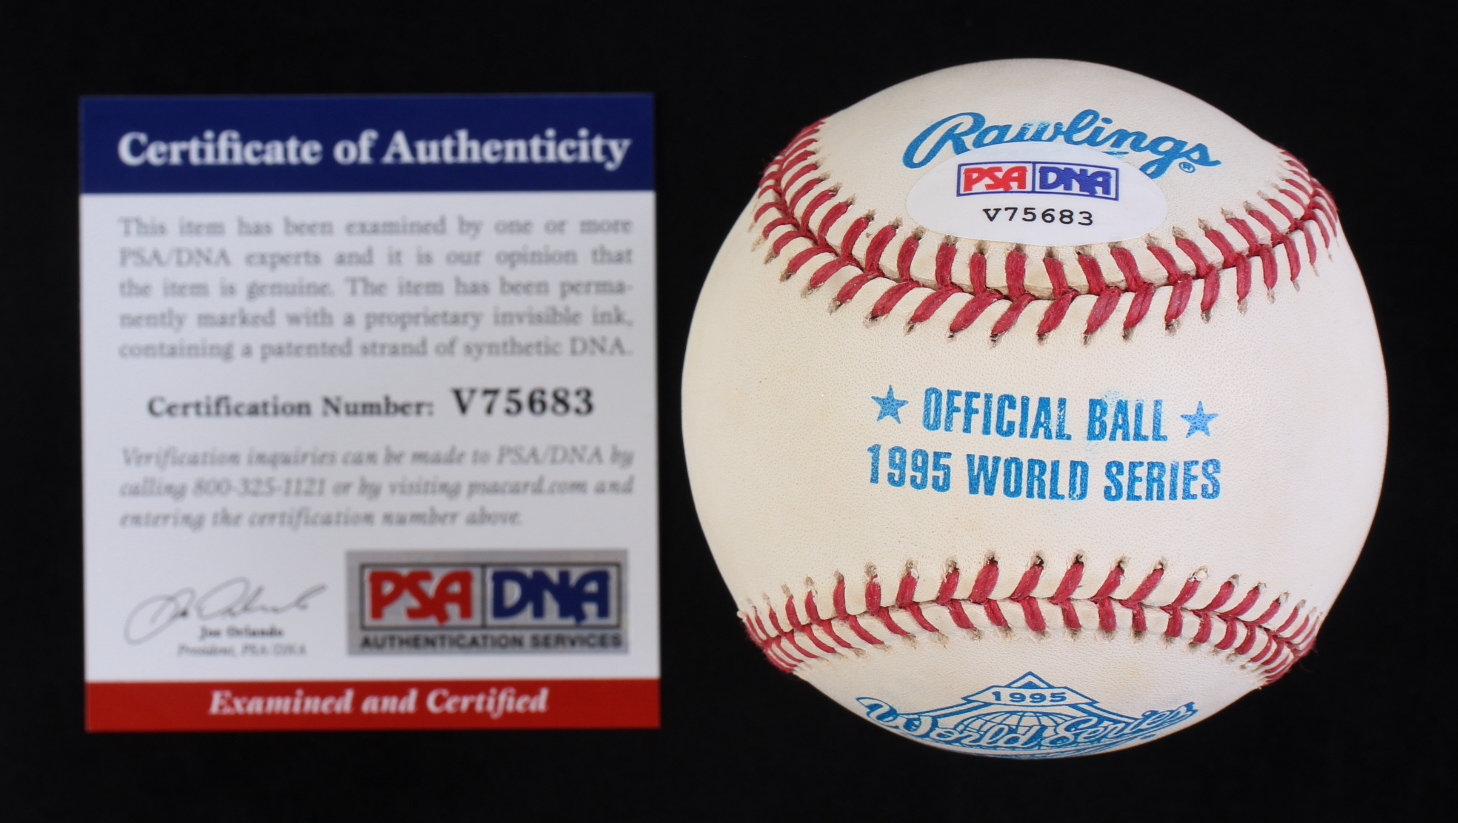 Certificate of Authenticity
This item has been examined by one or more
PSA/DNA experts and it is our opinion that
the item is genuine. The item has been perma-
nently marked with a proprietary invisible ink,
containing a patented strand of synthetic DNA.
Certification Number: V75683
Verification inquiries can be made to PSA/DNA by
calling 800-325-1121 or by visiting psacard.com and
entering the certification number above.
Joe Orlando
President, PSA/DNA
PSA DNA
AUTHENTICATION SERVICES
Examined and Certified
Rawlings®
PSA DNA
V75683
★ OFFICIAL BALL ★
1995 WORLD SERIES
1995
World Series